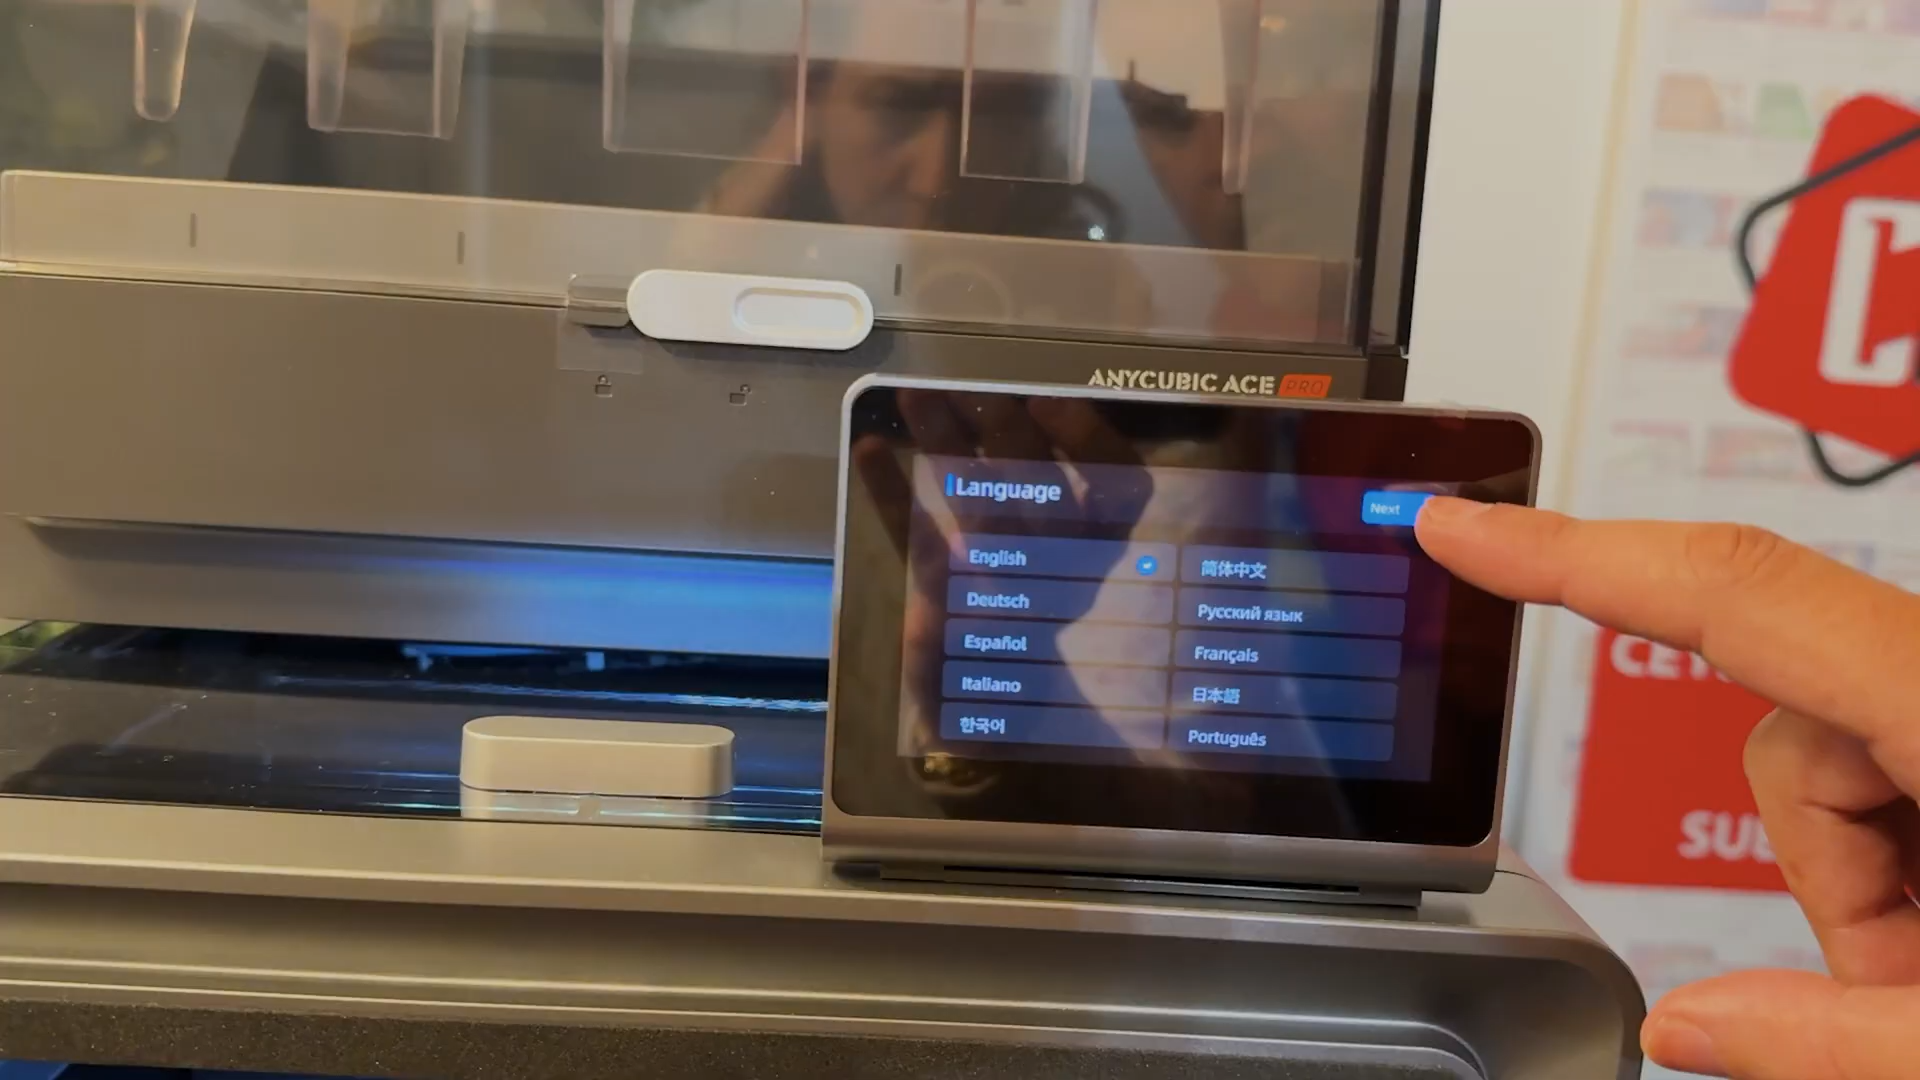 ANYCUBIC ACE PRO
Language
Next
English
简体中文
Deutsch
Русский язык
Español
Français
Italiano
日本語
한국어
Português